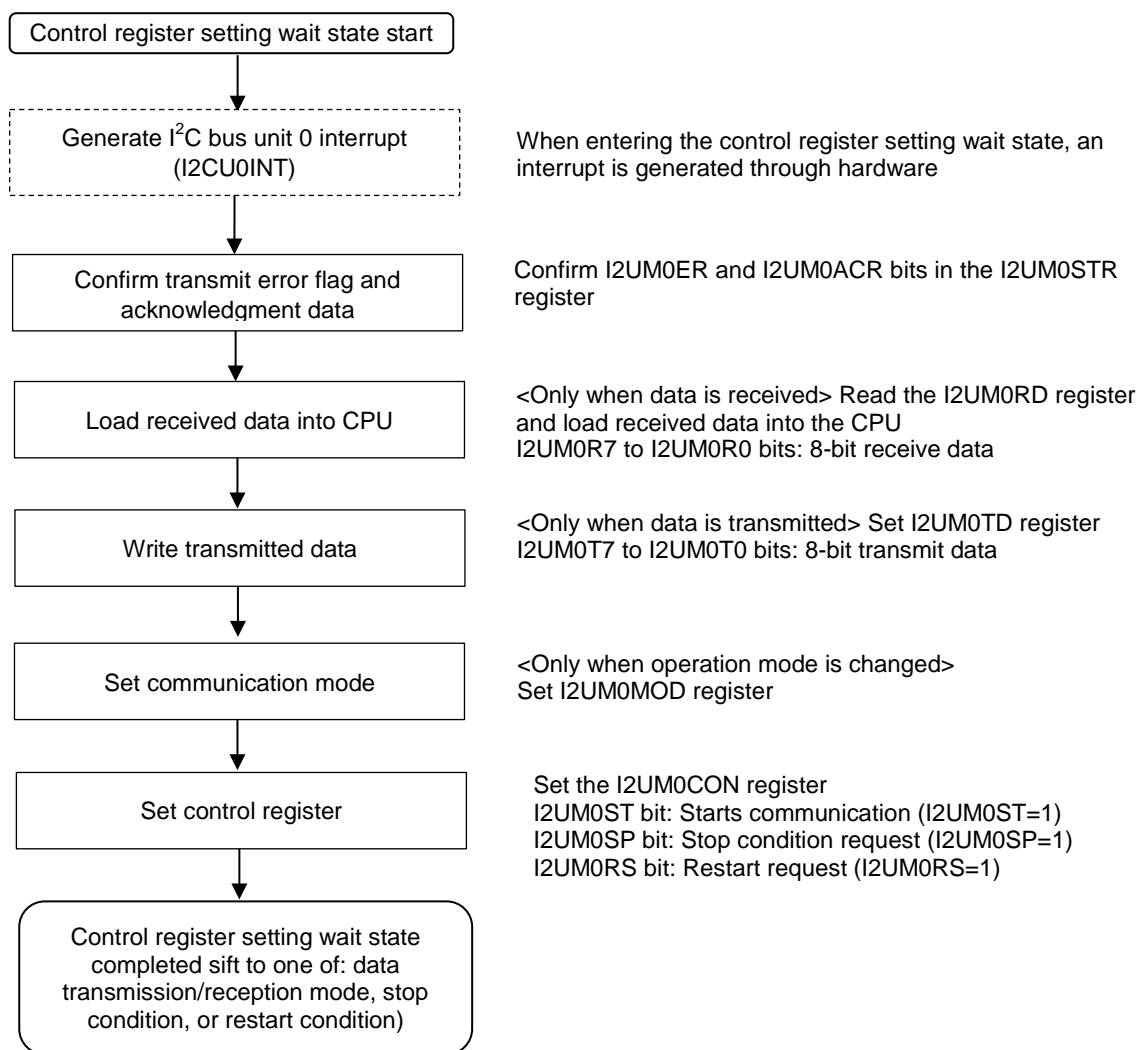 Control register setting wait state start
Generate I²C bus unit 0 interrupt
(I2CU0INT)
When entering the control register setting wait state, an
interrupt is generated through hardware
Confirm transmit error flag and
acknowledgment data
Confirm I2UM0ER and I2UM0ACR bits in the I2UM0STR
register
Load received data into CPU
<Only when data is received> Read the I2UM0RD register
and load received data into the CPU
I2UM0R7 to I2UM0R0 bits: 8-bit receive data
Write transmitted data
<Only when data is transmitted> Set I2UM0TD register
I2UM0T7 to I2UM0T0 bits: 8-bit transmit data
Set communication mode
<Only when operation mode is changed>
Set I2UM0MOD register
Set control register
Set the I2UM0CON register
I2UM0ST bit: Starts communication (I2UM0ST=1)
I2UM0SP bit: Stop condition request (I2UM0SP=1)
I2UM0RS bit: Restart request (I2UM0RS=1)
Control register setting wait state
completed sift to one of: data
transmission/reception mode, stop
condition, or restart condition)